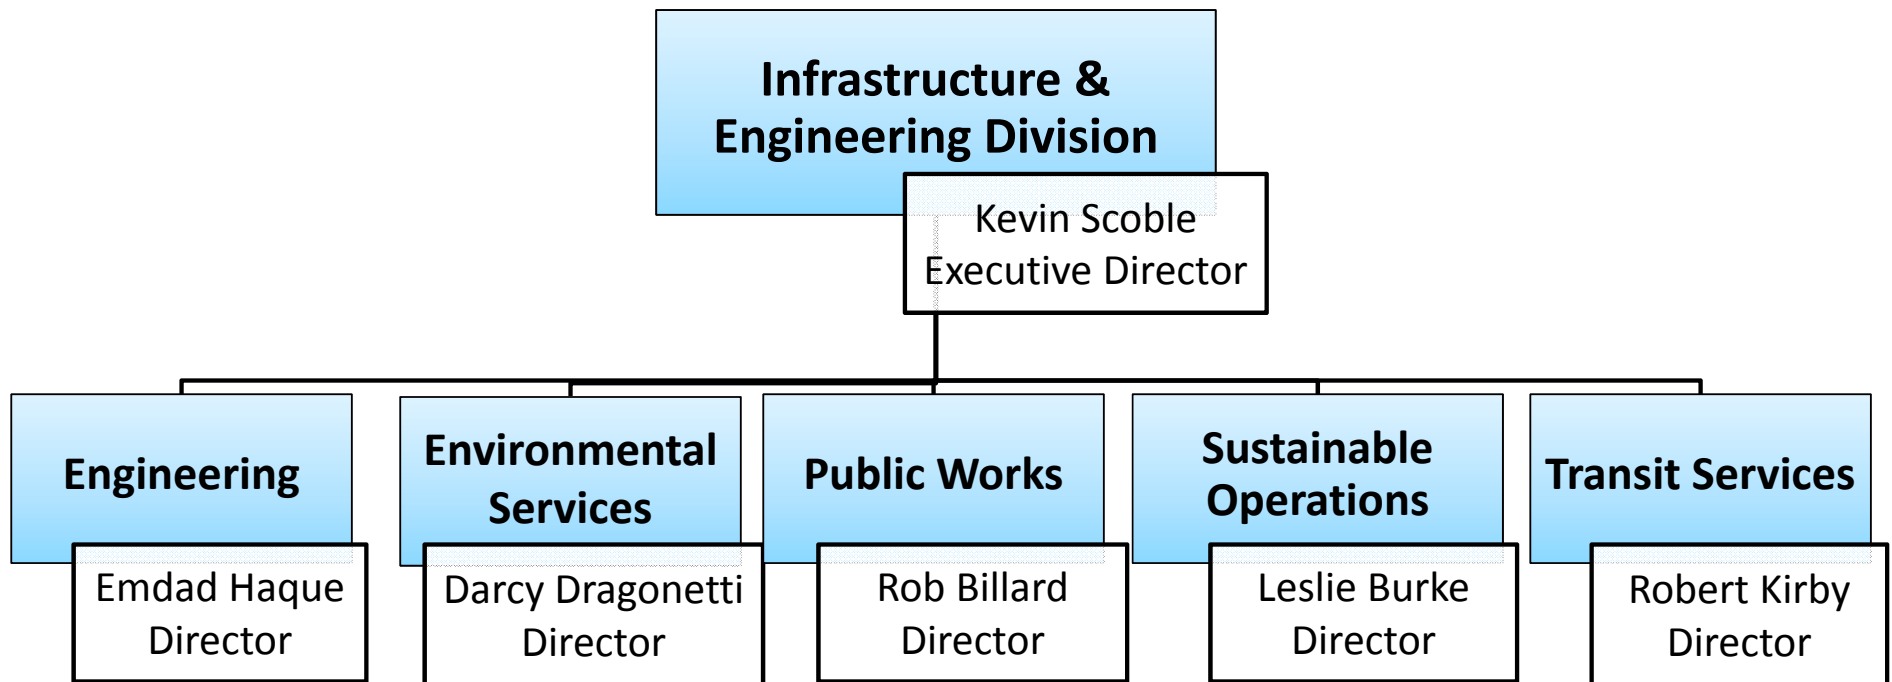 Infrastructure &
Engineering Division
Kevin Scoble
Executive Director
Engineering
Emdad Haque
Director
Environmental
Services
Darcy Dragonetti
Director
Public Works
Rob Billard
Director
Sustainable
Operations
Leslie Burke
Director
Transit Services
Robert Kirby
Director